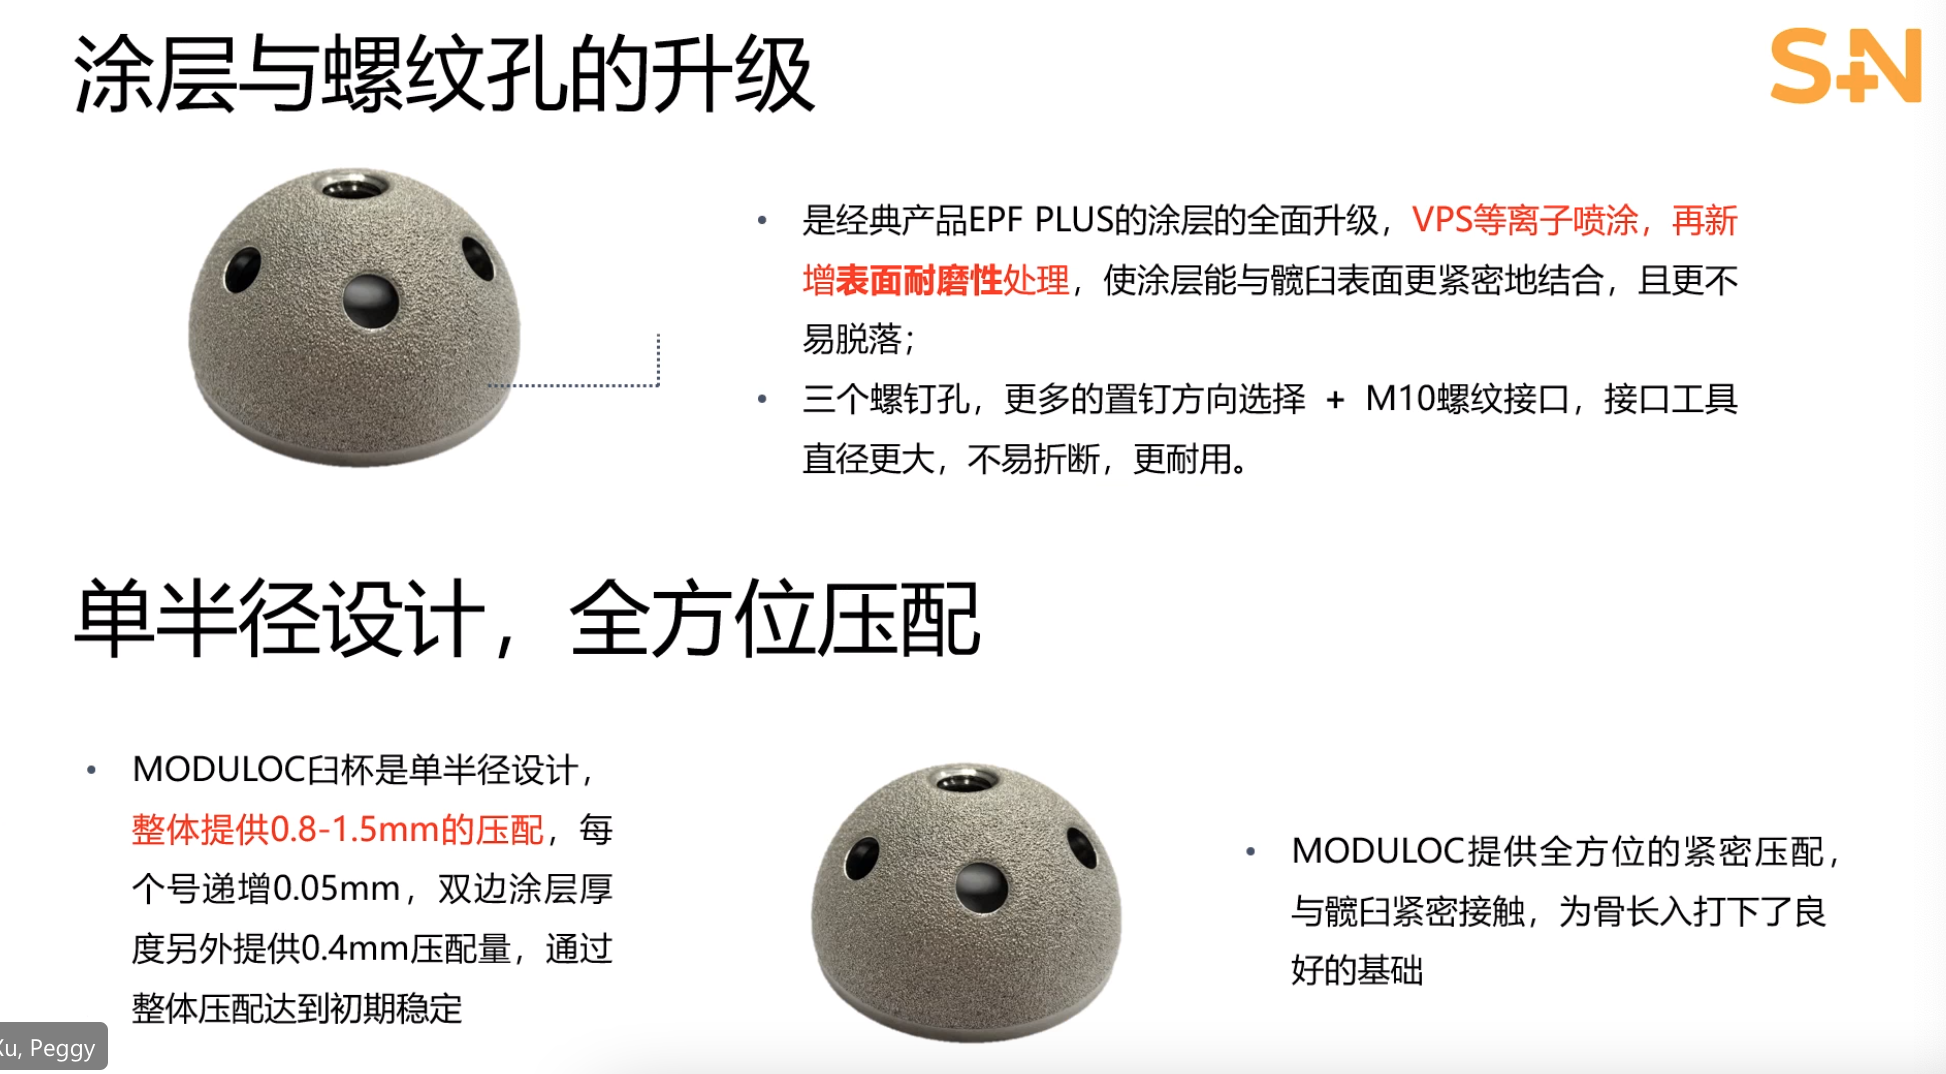 涂层与螺纹孔的升级
S+N
• 是经典产品EPF PLUS的涂层的全面升级，VPS等离子喷涂，再新
增表面耐磨性处理，使涂层能与髋臼表面更紧密地结合，且更不
易脱落；
• 三个螺钉孔，更多的置钉方向选择 + M10螺纹接口，接口工具
直径更大，不易折断，更耐用。
单半径设计，全方位压配
• MODULOC臼杯是单半径设计，
整体提供0.8-1.5mm的压配，每
个号递增0.05mm，双边涂层厚
度另外提供0.4mm压配量，通过
整体压配达到初期稳定
• MODULOC提供全方位的紧密压配，
与髋臼紧密接触，为骨长入打下了良
好的基础
Xu, Peggy